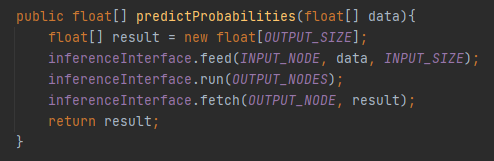 public float[] predictProbabilities(float[] data){
    float[] result = new float[OUTPUT_SIZE];
    inferenceInterface.feed(INPUT_NODE, data, INPUT_SIZE);
    inferenceInterface.run(OUTPUT_NODES);
    inferenceInterface.fetch(OUTPUT_NODE, result);
    return result;
}